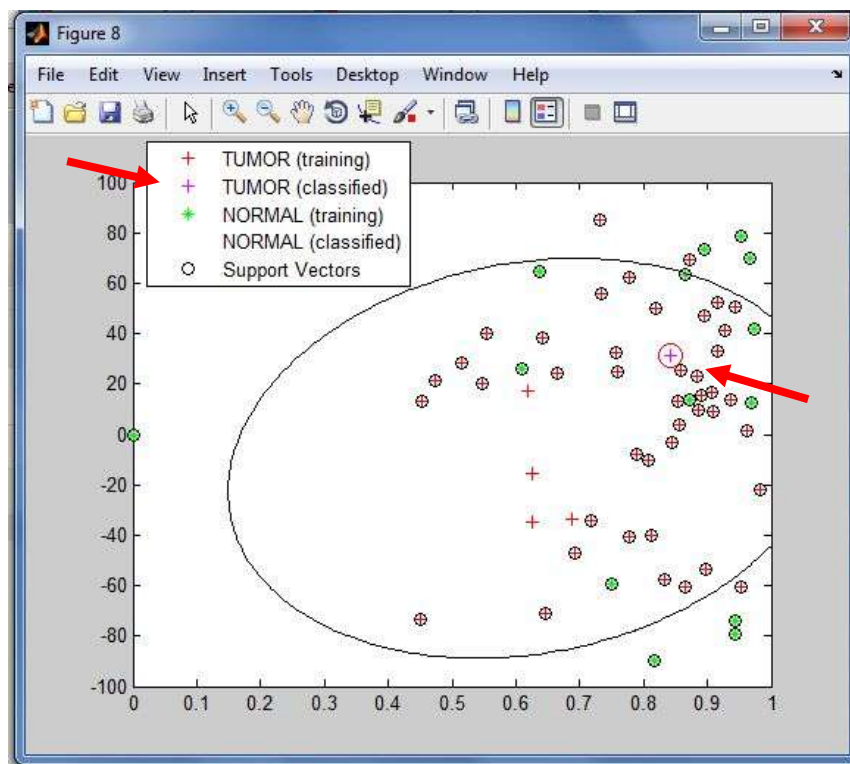 Figure 8
File Edit View Insert Tools Desktop Window Help
TUMOR (training)
TUMOR (classified)
NORMAL (training)
NORMAL (classified)
Support Vectors
100
80
60
40
20
0
-20
-40
-60
-80
-100
0 0.1 0.2 0.3 0.4 0.5 0.6 0.7 0.8 0.9 1